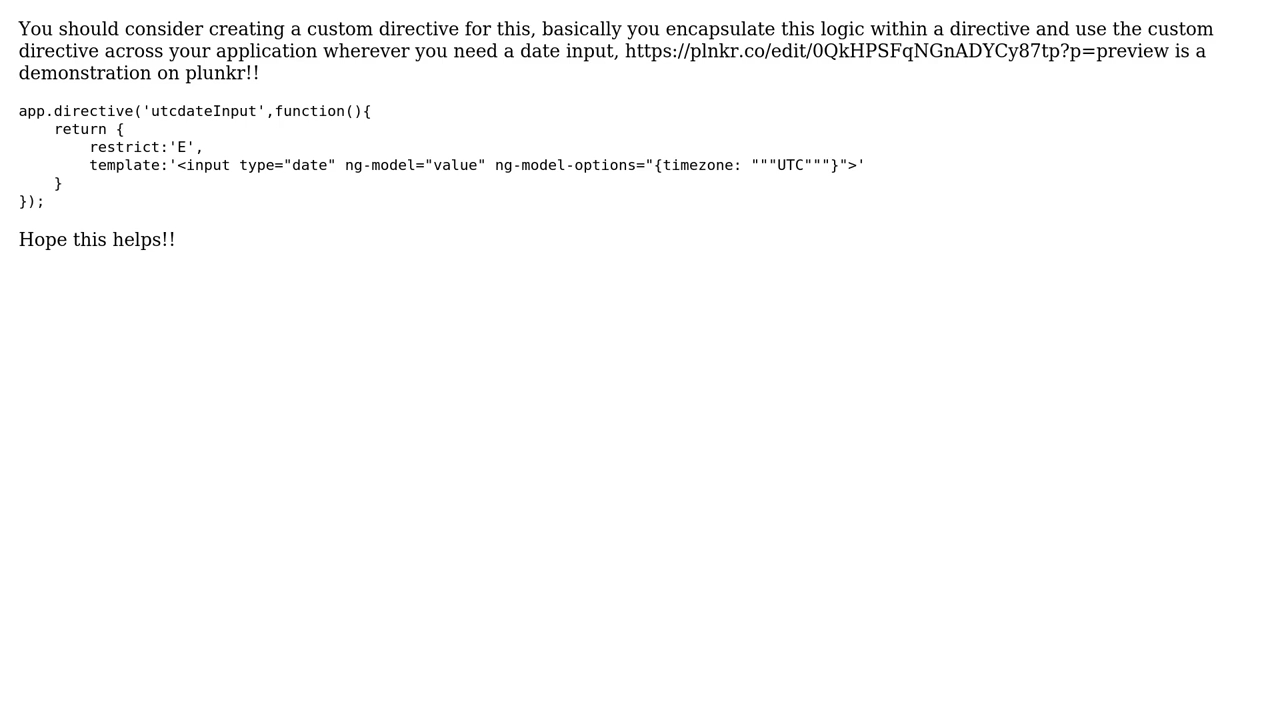 You should consider creating a custom directive for this, basically you encapsulate this logic within a directive and use the custom
directive across your application wherever you need a date input, https://plnkr.co/edit/0QkHPSFqNGnADYCy87tp?p=preview is a
demonstration on plunkr!!
app.directive('utcdateInput',function(){
    return {
        restrict:'E',
        template:'<input type="date" ng-model="value" ng-model-options="{timezone: """UTC"""}">'
    }
});
Hope this helps!!